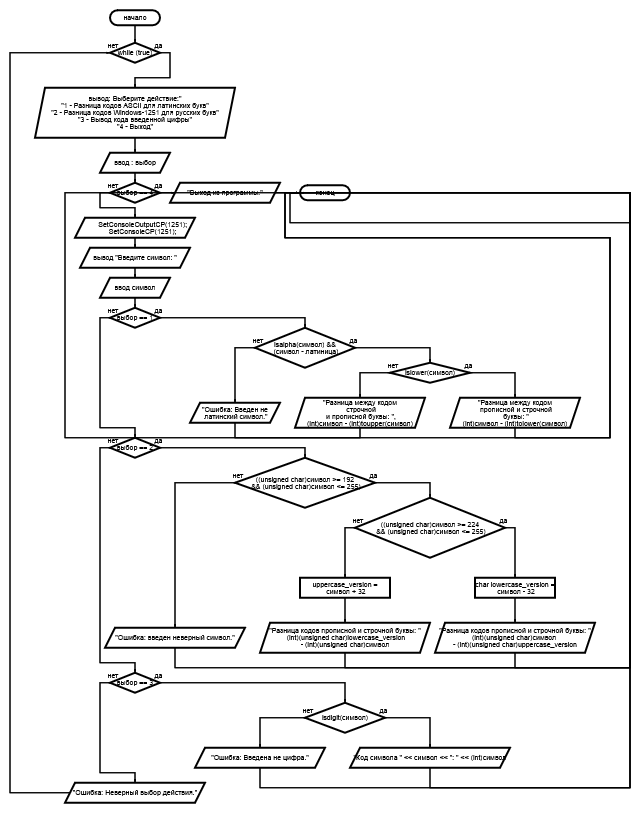 начало
нет
да
while (true)
вывод: Выберите действие:"
"1 - Разница кодов ASCII для латинских букв"
"2 - Разница кодов Windows-1251 для русских букв"
"3 - Вывод кода введенной цифры"
"4 - Выход"
ввод : выбор
нет
да
выбор ==
"Выход из программы."
конец
SetConsoleOutputCP(1251);
SetConsoleCP(1251);
вывод "Введите символ: "
ввод символ
нет
да
выбор == 1
isalpha(символ) &&
(символ - латиница)
нет
да
нет
да
islower(символ)
"Ошибка: Введен не
латинский символ."
"Разница между кодом
строчной
и прописной буквы: ",
(int)символ - (int)toupper(символ)
"Разница между кодом
прописной и строчной
буквы: "
(int)символ - (int)tolower(символ)
нет
да
выбор == 2
нет
да
((unsigned char)символ >= 192
&& (unsigned char)символ <= 255)
нет
да
((unsigned char)символ >= 224
&& (unsigned char)символ <= 255)
uppercase_version =
символ + 32
char lowercase_version =
символ - 32
"Ошибка: введен неверный символ."
"Разница кодов прописной и строчной буквы: "
(int)(unsigned char)lowercase_version
- (int)(unsigned char)символ
"Разница кодов прописной и строчной буквы: "
(int)(unsigned char)символ
- (int)(unsigned char)uppercase_version
нет
да
выбор == 3
нет
да
isdigit(символ)
"Ошибка: Введена не цифра."
"Код символа " << символ << ": " << (int)символ
"Ошибка: Неверный выбор действия."